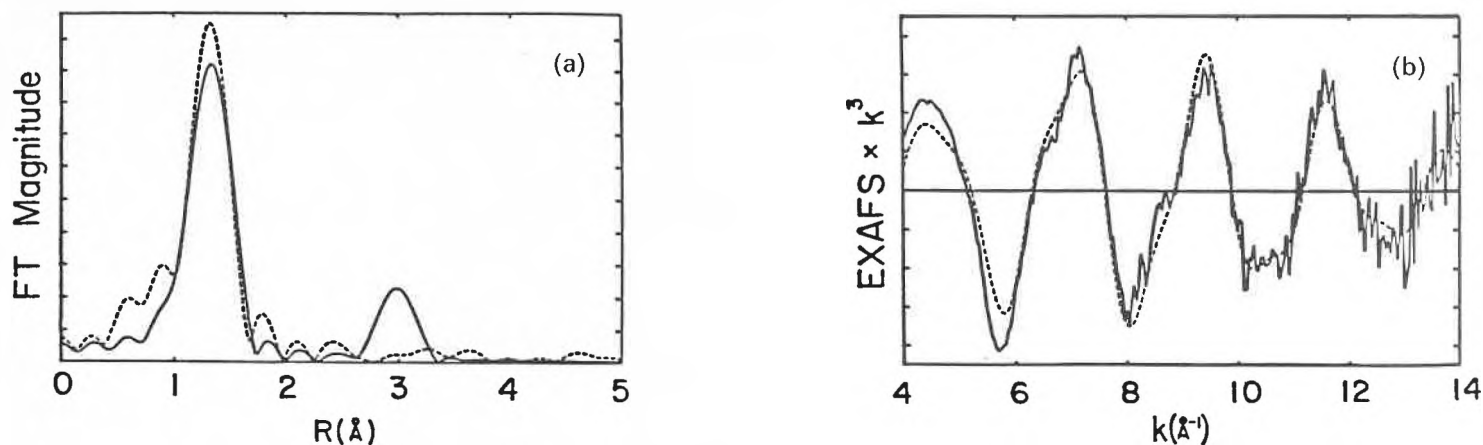 (a)
FT Magnitude
0 1 2 3 4 5
R(Å)
(b)
EXAFS × k³
4 6 8 10 12 14
k(Å⁻¹)